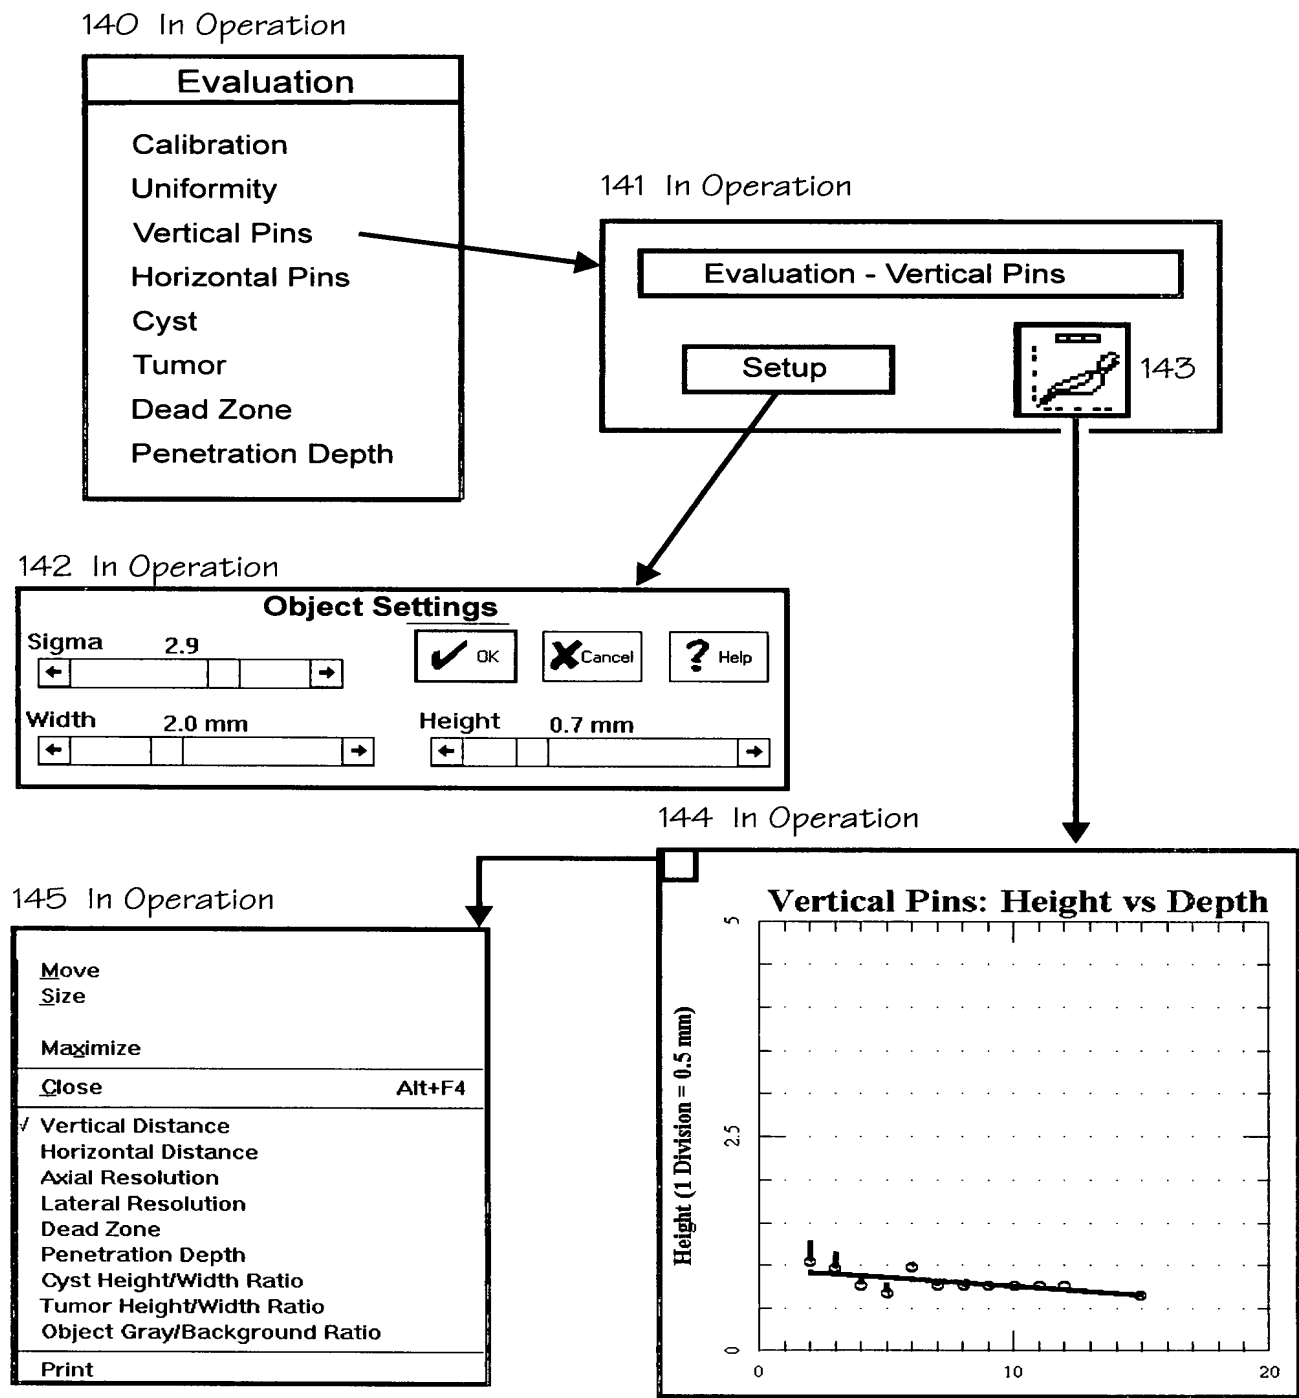 140 In Operation
Evaluation
Calibration
Uniformity
Vertical Pins
Horizontal Pins
Cyst
Tumor
Dead Zone
Penetration Depth
141 In Operation
Evaluation - Vertical Pins
Setup
143
142 In Operation
Object Settings
Sigma 2.9
OK
Cancel
? Help
Width 2.0 mm
Height 0.7 mm
144 In Operation
Vertical Pins: Height vs Depth
Height (1 Division = 0.5 mm)
5
2.5
0
0 10 20
145 In Operation
Move
Size
Maximize
Close Alt+F4
√ Vertical Distance
Horizontal Distance
Axial Resolution
Lateral Resolution
Dead Zone
Penetration Depth
Cyst Height/Width Ratio
Tumor Height/Width Ratio
Object Gray/Background Ratio
Print